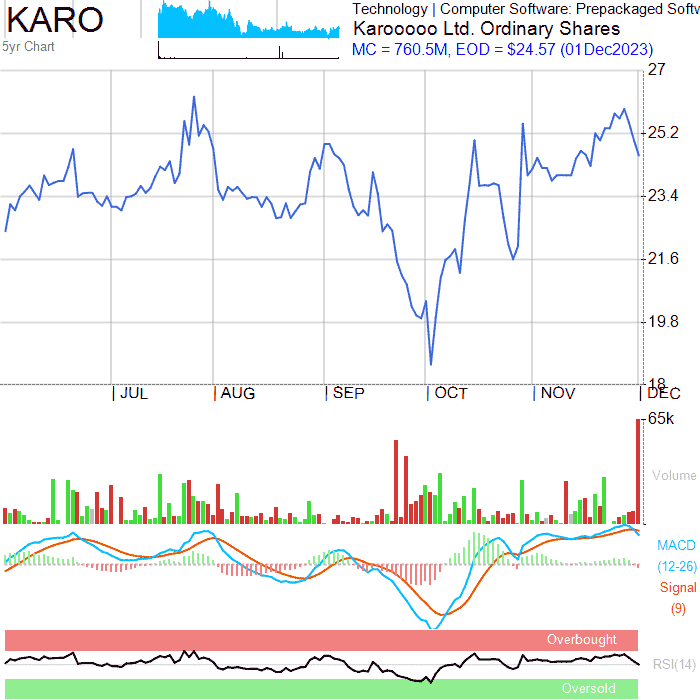 KARO
5yr Chart
Technology | Computer Software: Prepackaged Softw
Karooooo Ltd. Ordinary Shares
MC = 760.5M, EOD = $24.57 (01Dec2023)
27
25.2
23.4
21.6
19.8
18
JUL
AUG
SEP
OCT
NOV
DEC
65k
Volume
MACD
(12-26)
Signal
(9)
Overbought
RSI(14)
Oversold